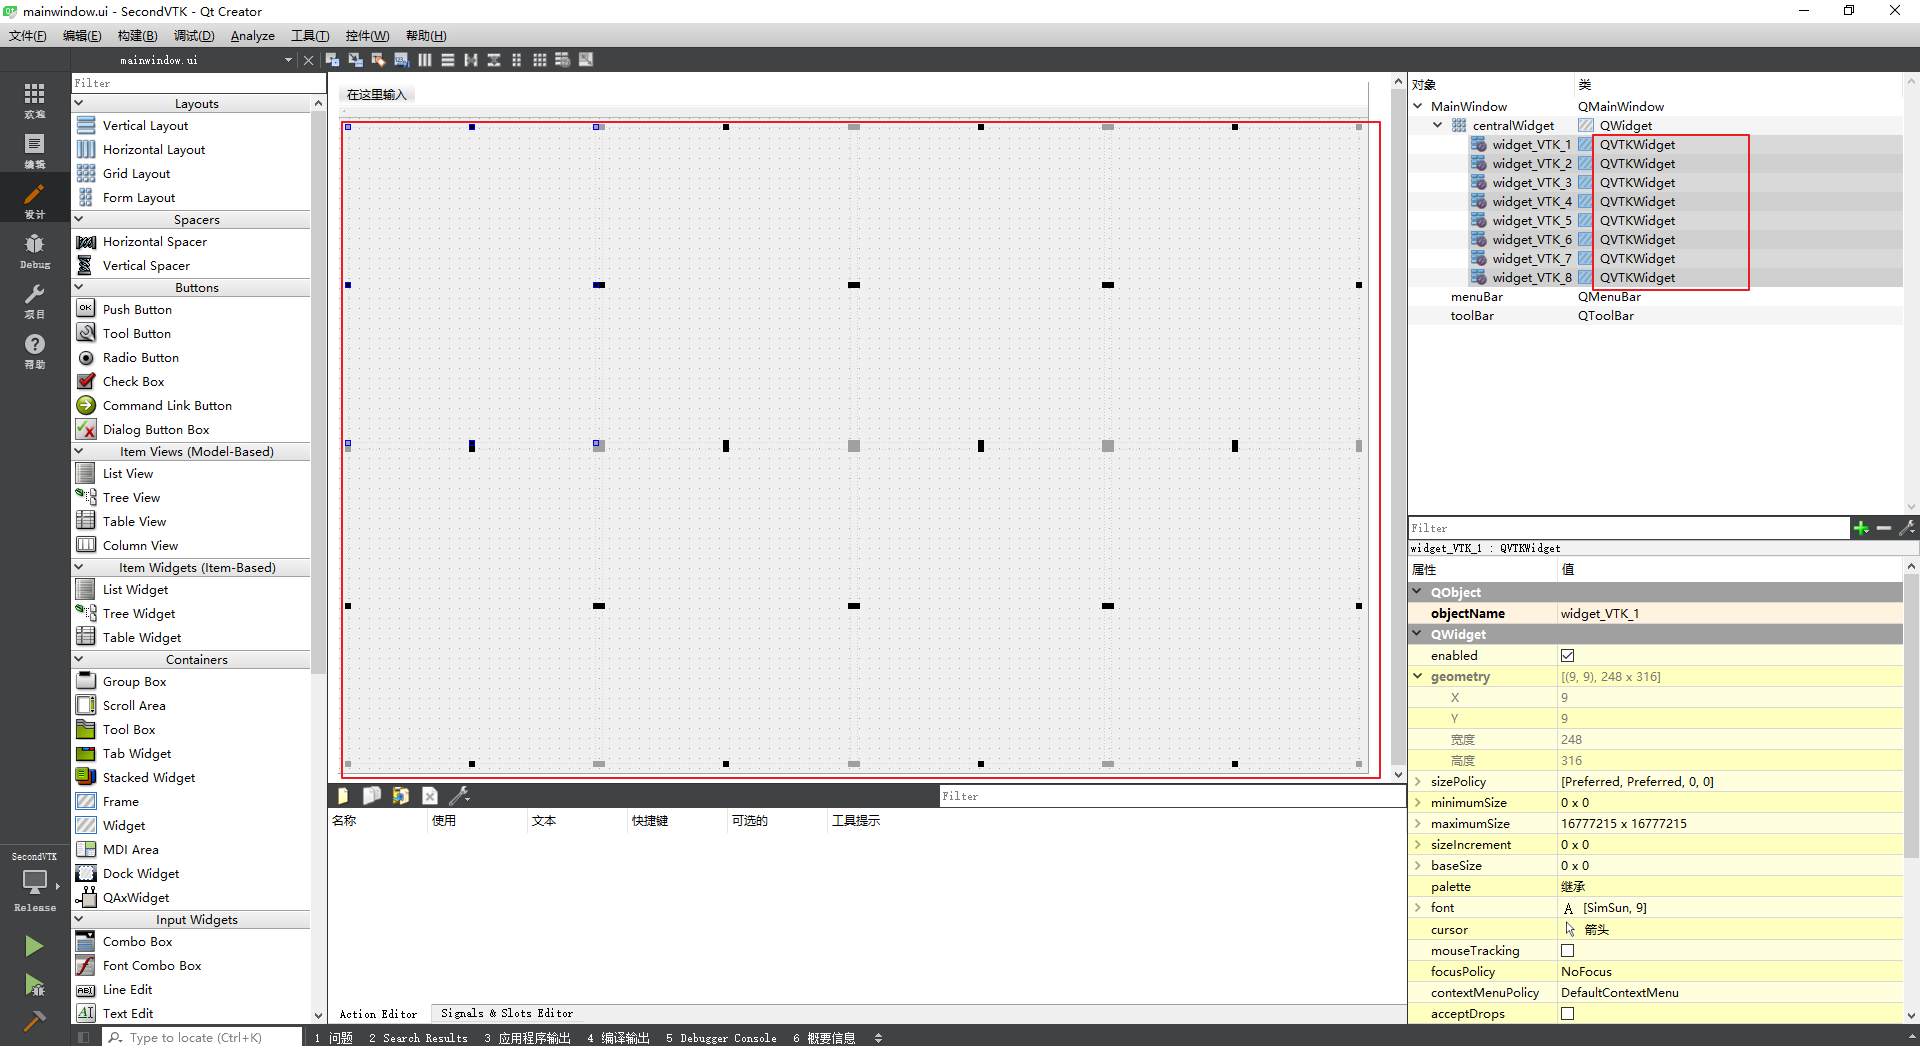 mainwindow.ui - SecondVTK - Qt Creator
文件(F) 编辑(E) 构建(B) 调试(D) Analyze 工具(T) 控件(W) 帮助(H)
mainwindow.ui
欢迎
编辑
设计
Debug
项目
帮助
SecondVTK
Release
Filter
Layouts
Vertical Layout
Horizontal Layout
Grid Layout
Form Layout
Spacers
Horizontal Spacer
Vertical Spacer
Buttons
OK Push Button
Tool Button
Radio Button
Check Box
Command Link Button
Dialog Button Box
Item Views (Model-Based)
List View
Tree View
Table View
Column View
Item Widgets (Item-Based)
List Widget
Tree Widget
Table Widget
Containers
Group Box
Scroll Area
Tool Box
Tab Widget
Stacked Widget
Frame
Widget
MDI Area
Dock Widget
QAxWidget
Input Widgets
Combo Box
Font Combo Box
ABI Line Edit
AI Text Edit
在这里输入
Filter
名称 使用 文本 快捷键 可选的 工具提示
Action Editor Signals & Slots Editor
对象 类
MainWindow QMainWindow
centralWidget QWidget
widget_VTK_1 QVTKWidget
widget_VTK_2 QVTKWidget
widget_VTK_3 QVTKWidget
widget_VTK_4 QVTKWidget
widget_VTK_5 QVTKWidget
widget_VTK_6 QVTKWidget
widget_VTK_7 QVTKWidget
widget_VTK_8 QVTKWidget
menuBar QMenuBar
toolBar QToolBar
Filter
widget_VTK_1 : QVTKWidget
属性 值
QObject
objectName widget_VTK_1
QWidget
enabled
geometry [(9, 9), 248 x 316]
X 9
Y 9
宽度 248
高度 316
sizePolicy [Preferred, Preferred, 0, 0]
minimumSize 0 x 0
maximumSize 16777215 x 16777215
sizeIncrement 0 x 0
baseSize 0 x 0
palette 继承
font A [SimSun, 9]
cursor 箭头
mouseTracking
focusPolicy NoFocus
contextMenuPolicy DefaultContextMenu
acceptDrops
Type to locate (Ctrl+K) 1 问题 2 Search Results 3 应用程序输出 4 编译输出 5 Debugger Console 6 概要信息